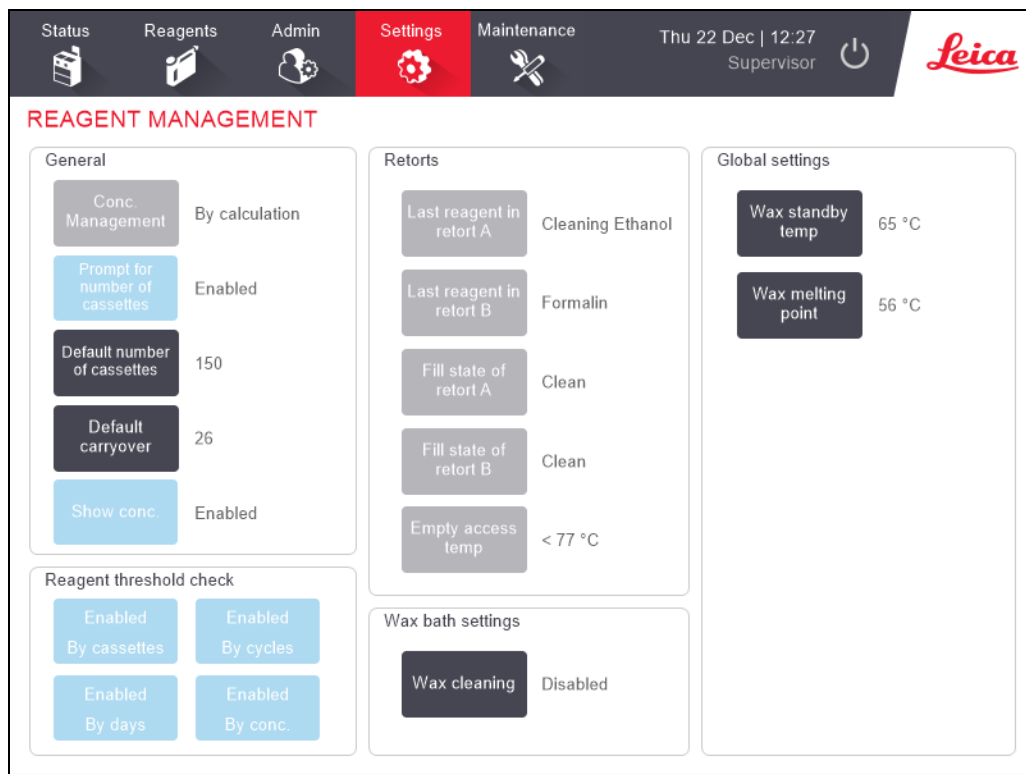 Status Reagents Admin Settings Maintenance
Thu 22 Dec | 12:27
Supervisor
Leica
REAGENT MANAGEMENT
General
Conc.
Management
By calculation
Prompt for
number of
cassettes
Enabled
Default number
of cassettes
150
Default
carryover
26
Show conc.
Enabled
Reagent threshold check
Enabled
By cassettes
Enabled
By cycles
Enabled
By days
Enabled
By conc.
Retorts
Last reagent in
retort A
Cleaning Ethanol
Last reagent in
retort B
Formalin
Fill state of
retort A
Clean
Fill state of
retort B
Clean
Empty access
temp
< 77 °C
Wax bath settings
Wax cleaning
Disabled
Global settings
Wax standby
temp
65 °C
Wax melting
point
56 °C